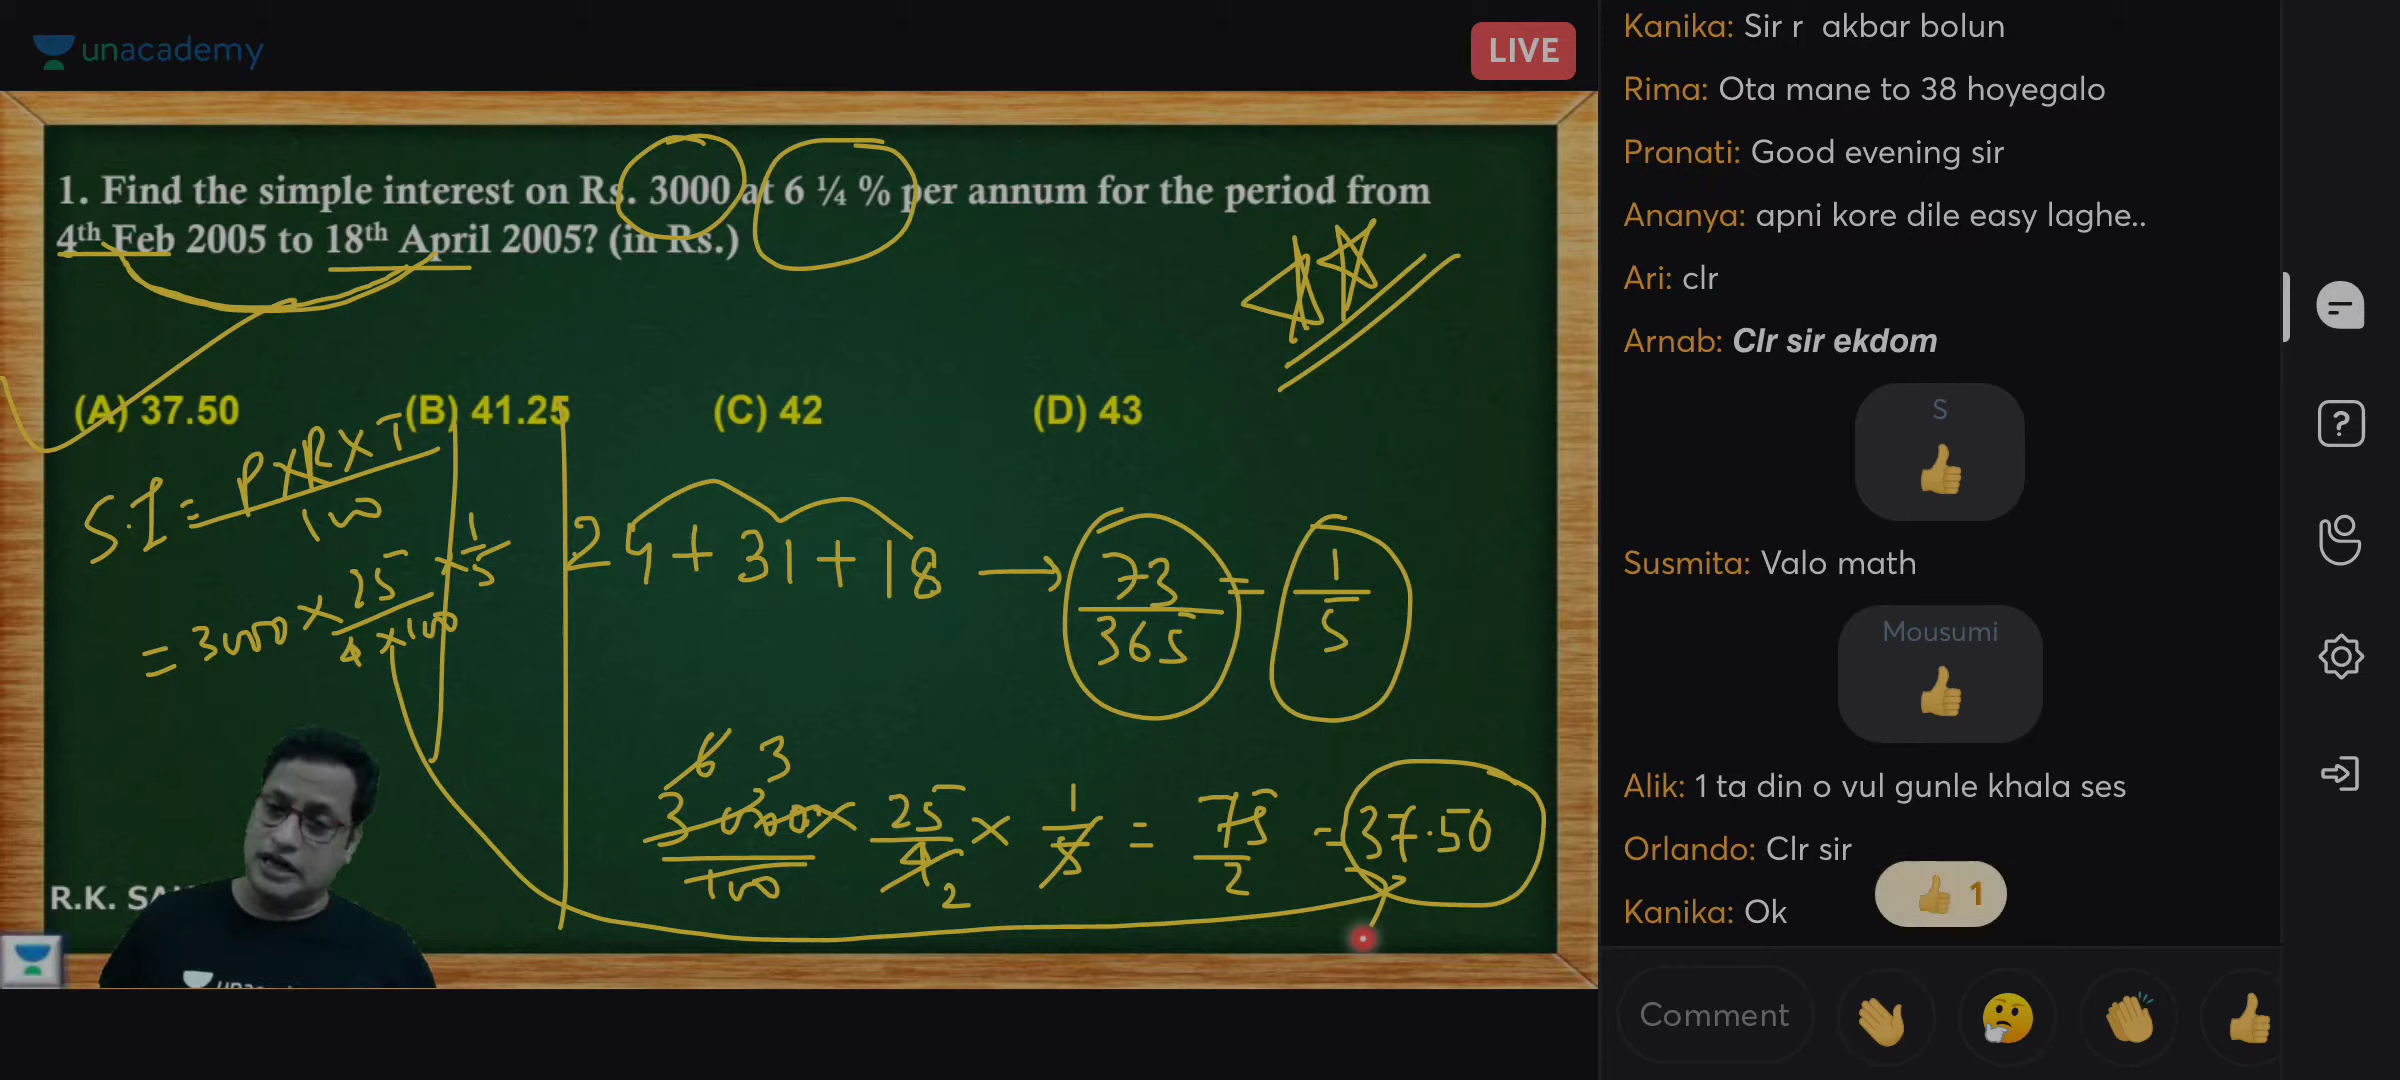 unacademy
LIVE
1. Find the simple interest on Rs. 3000 at 6 ¼ % per annum for the period from
4th Feb 2005 to 18th April 2005? (in Rs.)
(A) 37.50 (B) 41.25 (C) 42 (D) 43
S.I = P×R×T
100
= 3000 × 25 × 1
4 × 100 5
24 + 31 + 18 → 73 = 1
365 5
6 3
3000 × 25 × 1 = 75 = 37.50
100 4 5 2
2
R.K.
Kanika: Sir r akbar bolun
Rima: Ota mane to 38 hoyegalo
Pranati: Good evening sir
Ananya: apni kore dile easy laghe..
Ari: clr
Arnab: Clr sir ekdom
S
Susmita: Valo math
Mousumi
Alik: 1 ta din o vul gunle khala ses
Orlando: Clr sir
Kanika: Ok
1
Comment